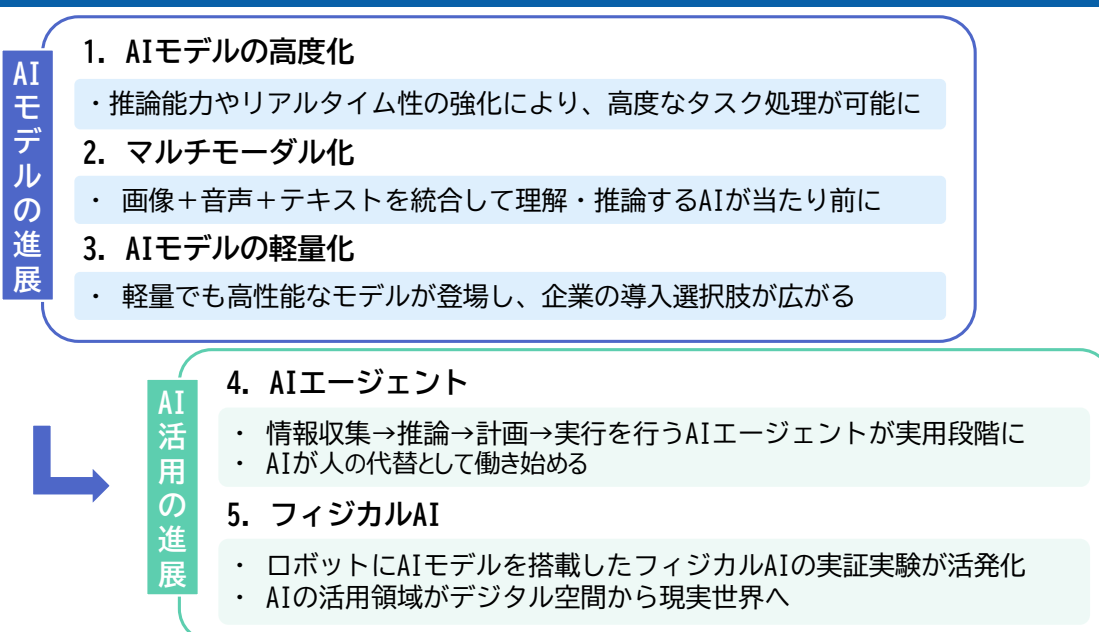 AIモデルの進展
1. AIモデルの高度化
・推論能力やリアルタイム性の強化により、高度なタスク処理が可能に
2. マルチモーダル化
・ 画像＋音声＋テキストを統合して理解・推論するAIが当たり前に
3. AIモデルの軽量化
・ 軽量でも高性能なモデルが登場し、企業の導入選択肢が広がる
AI活用の進展
4. AIエージェント
・ 情報収集→推論→計画→実行を行うAIエージェントが実用段階に
・ AIが人の代替として働き始める
5. フィジカルAI
・ ロボットにAIモデルを搭載したフィジカルAIの実証実験が活発化
・ AIの活用領域がデジタル空間から現実世界へ